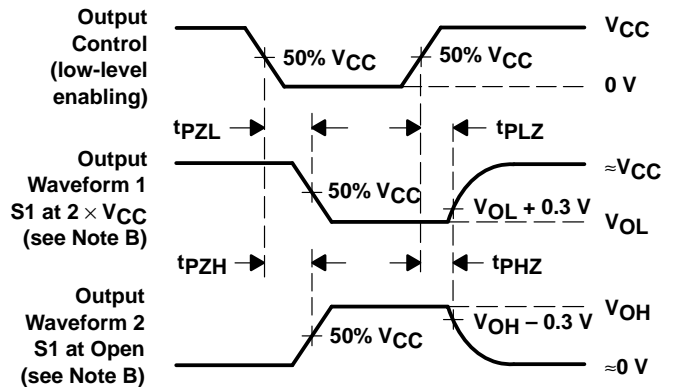 Output
Control
(low-level
enabling)
50% VCC
50% VCC
VCC
0 V
tPZL
tPLZ
Output
Waveform 1
S1 at 2 × VCC
(see Note B)
50% VCC
≈VCC
VOL + 0.3 V
VOL
tPZH
tPHZ
Output
Waveform 2
S1 at Open
(see Note B)
50% VCC
VOH
VOH − 0.3 V
≈0 V